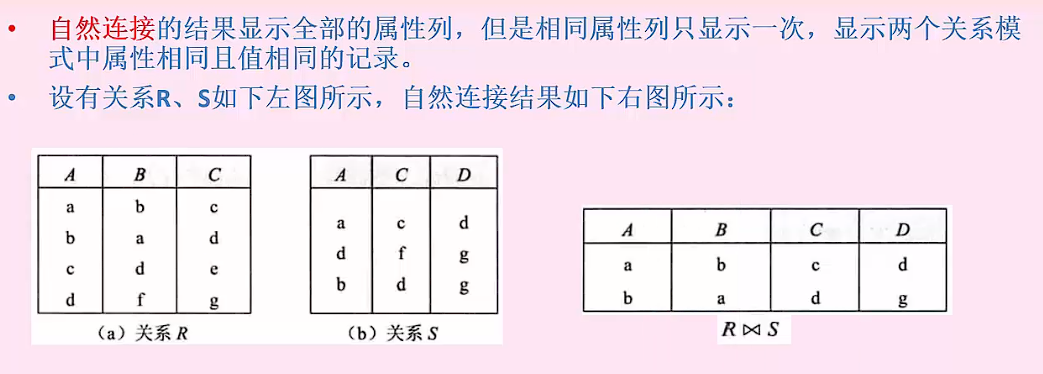 • 自然连接的结果显示全部的属性列，但是相同属性列只显示一次，显示两个关系模
式中属性相同且值相同的记录。
• 设有关系R、S如下左图所示，自然连接结果如下右图所示：
A B C
a b c
b a d
c d e
d f g
（a）关系 R
A C D
a c d
d f g
b d g
（b）关系 S
A B C D
a b c d
b a d g
R ⋈ S